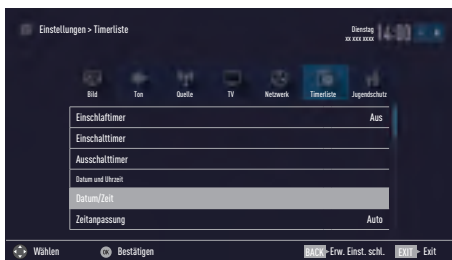 Einstellungen > Timerliste
Dienstag
xx xxx xxxx
14:00
Bild Ton Quelle TV Netzwerk Timerliste Jugendschutz
Einschlaftimer Aus
Einschalttimer
Ausschalttimer
Datum und Uhrzeit
Datum/Zeit
Zeitanpassung Auto
Wählen OK Bestätigen BACK Erw. Einst. schl. EXIT Exit